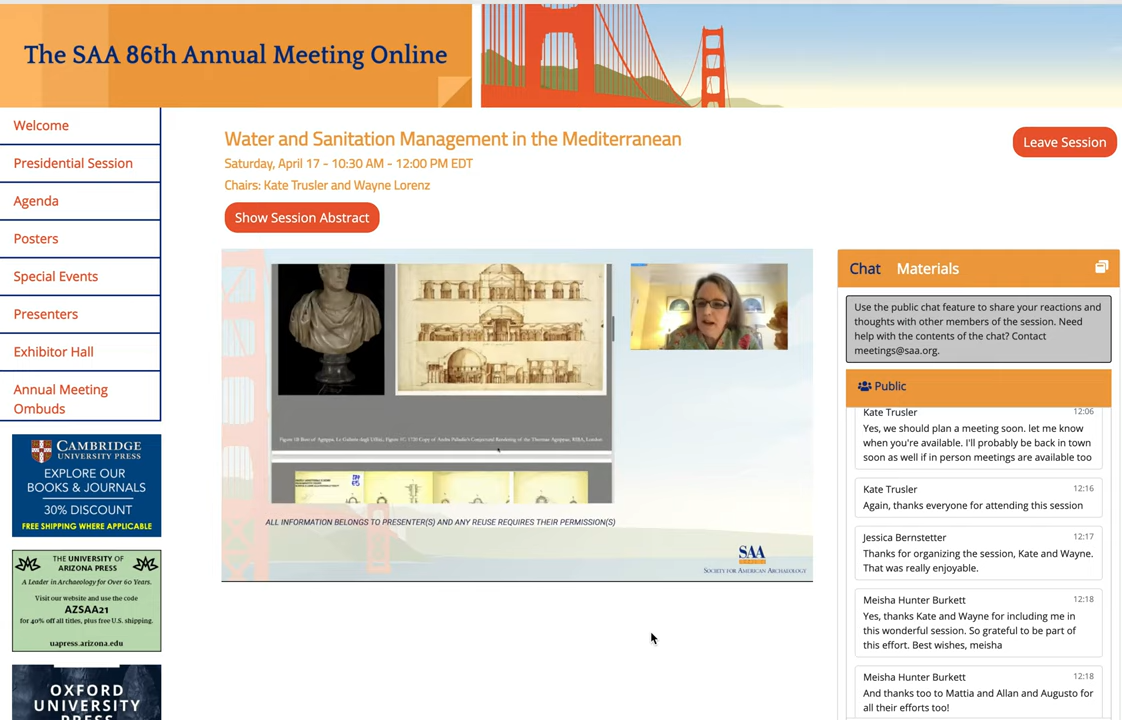 The SAA 86th Annual Meeting Online
Welcome
Presidential Session
Agenda
Posters
Special Events
Presenters
Exhibitor Hall
Annual Meeting
Ombuds
CAMBRIDGE
UNIVERSITY PRESS
EXPLORE OUR
BOOKS & JOURNALS
30% DISCOUNT
FREE SHIPPING WHERE APPLICABLE
THE UNIVERSITY OF
ARIZONA PRESS
A Leader in Archaeology for Over 60 Years.
Visit our website and use the code
AZSAA21
for 40% off all titles, plus free U.S. shipping.
uapress.arizona.edu
OXFORD
UNIVERSITY
PRESS
Water and Sanitation Management in the Mediterranean
Saturday, April 17 - 10:30 AM - 12:00 PM EDT
Chairs: Kate Trusler and Wayne Lorenz
Show Session Abstract
Leave Session
ALL INFORMATION BELONGS TO PRESENTER(S) AND ANY REUSE REQUIRES THEIR PERMISSION(S)
SAA
SOCIETY FOR AMERICAN ARCHAEOLOGY
Chat Materials
Use the public chat feature to share your reactions and
thoughts with other members of the session. Need
help with the contents of the chat? Contact
meetings@saa.org.
Public
Kate Trusler 12:06
Yes, we should plan a meeting soon. let me know
when you're available. I'll probably be back in town
soon as well if in person meetings are available too
Kate Trusler 12:16
Again, thanks everyone for attending this session
Jessica Bernstetter 12:17
Thanks for organizing the session, Kate and Wayne.
That was really enjoyable.
Meisha Hunter Burkett 12:18
Yes, thanks Kate and Wayne for including me in
this wonderful session. So grateful to be part of
this effort. Best wishes, meisha
Meisha Hunter Burkett 12:18
And thanks too to Mattia and Allan and Augusto for
all their efforts too!